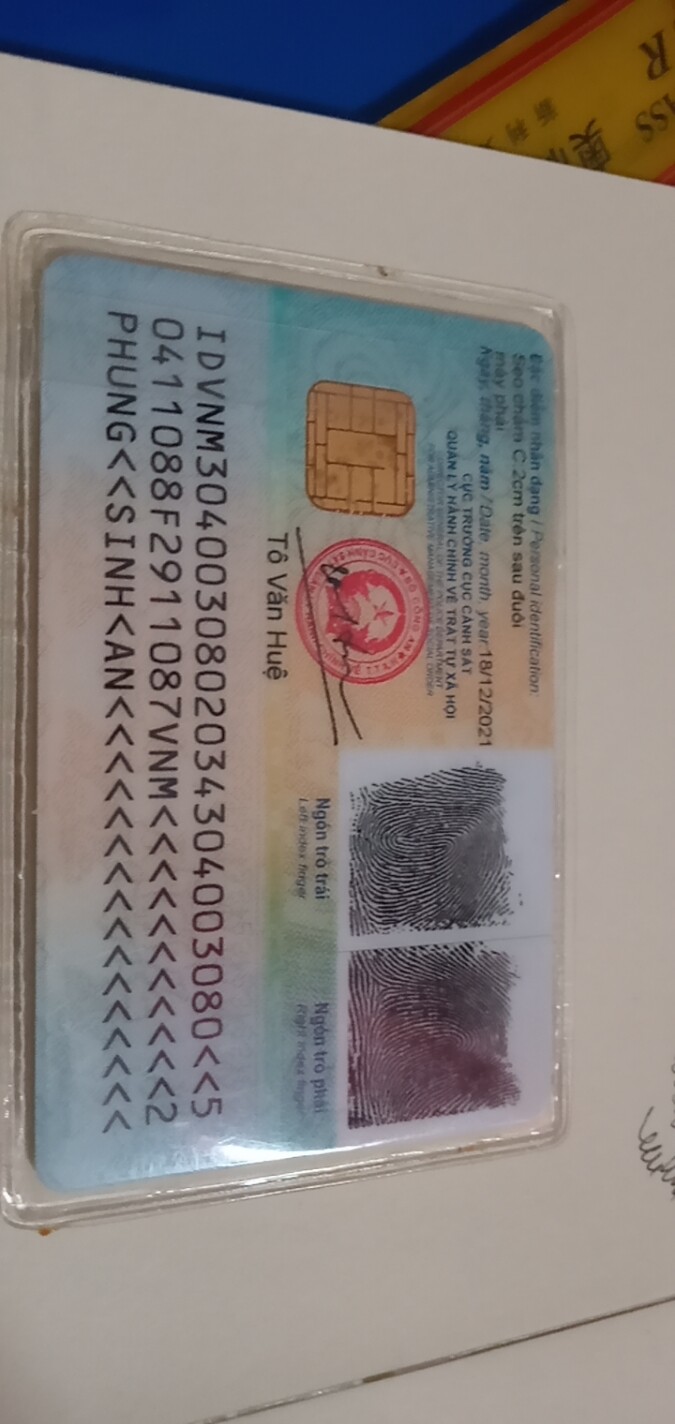 Đặc điểm nhân dạng / Personal identification:
Sẹo chấm C 2cm trên sau đuôi
mày phải
Ngày, tháng, năm / Date, month, year 18/12/2021
CỤC TRƯỞNG CỤC CẢNH SÁT
QUẢN LÝ HÀNH CHÍNH VỀ TRẬT TỰ XÃ HỘI
Tô Văn Huệ
Ngón trỏ trái
Left index finger
Ngón trỏ phải
Right index finger
IDVNM3040030802034304003080<<5
0411088F2911087VNM<<<<<<<<<<<2
PHUNG<<SINH<AN<<<<<<<<<<<<<<<<
R
ASS